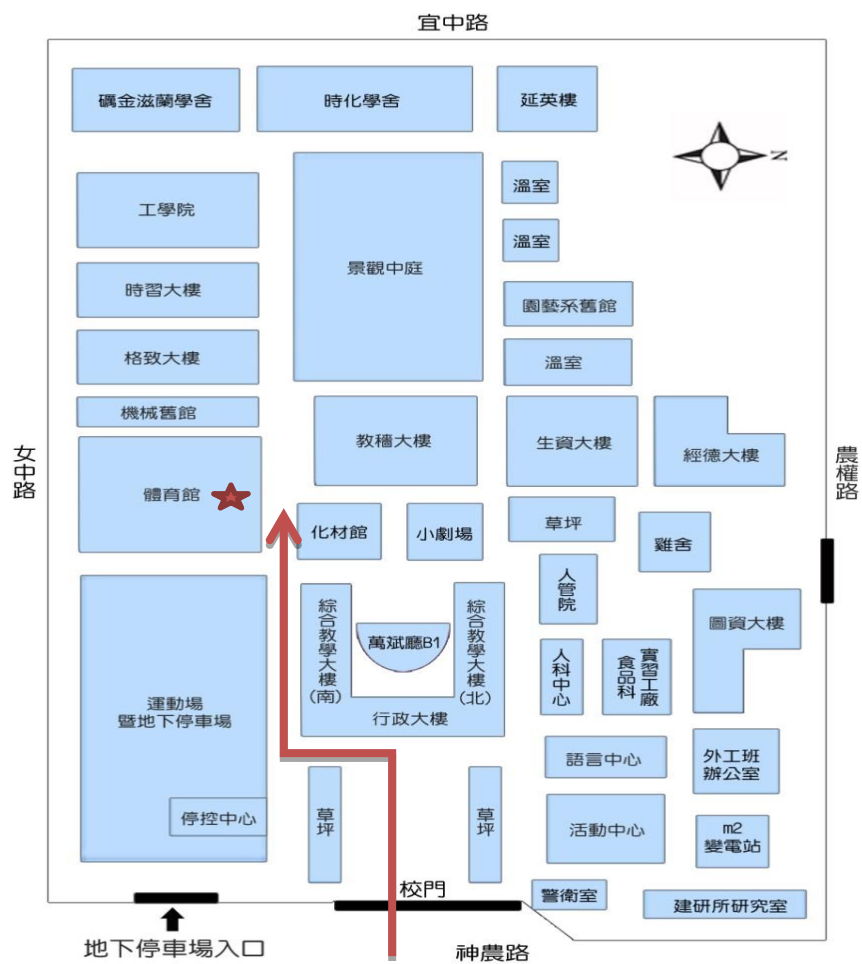 宜中路
礪金滋蘭學舍
時化學舍
延英樓
N
溫室
工學院
溫室
景觀中庭
時習大樓
園藝系舊館
格致大樓
溫室
機械舊館
教穡大樓
生資大樓
經德大樓
女中路
農權路
體育館
化材館
小劇場
草坪
雞舍
人管院
綜合教學大樓
(南)
萬斌廳B1
綜合教學大樓
(北)
圖資大樓
人科中心
食品科
實習工廠
運動場
暨地下停車場
行政大樓
語言中心
外工班
辦公室
停控中心
草坪
草坪
活動中心
m2
變電站
校門
警衛室
建研所研究室
地下停車場入口
神農路